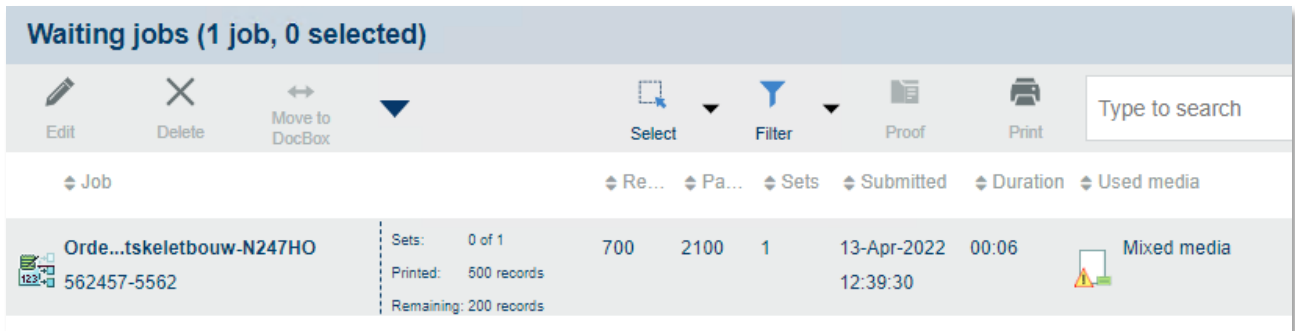 Waiting jobs (1 job, 0 selected)
Edit Delete Move to DocBox Select Filter Proof Print Type to search
Job Re... Pa... Sets Submitted Duration Used media
Orde...tskeletbouw-N247HO Sets: 0 of 1 700 2100 1 13-Apr-2022 00:06 Mixed media
123 562457-5562 Printed: 500 records 12:39:30
Remaining: 200 records